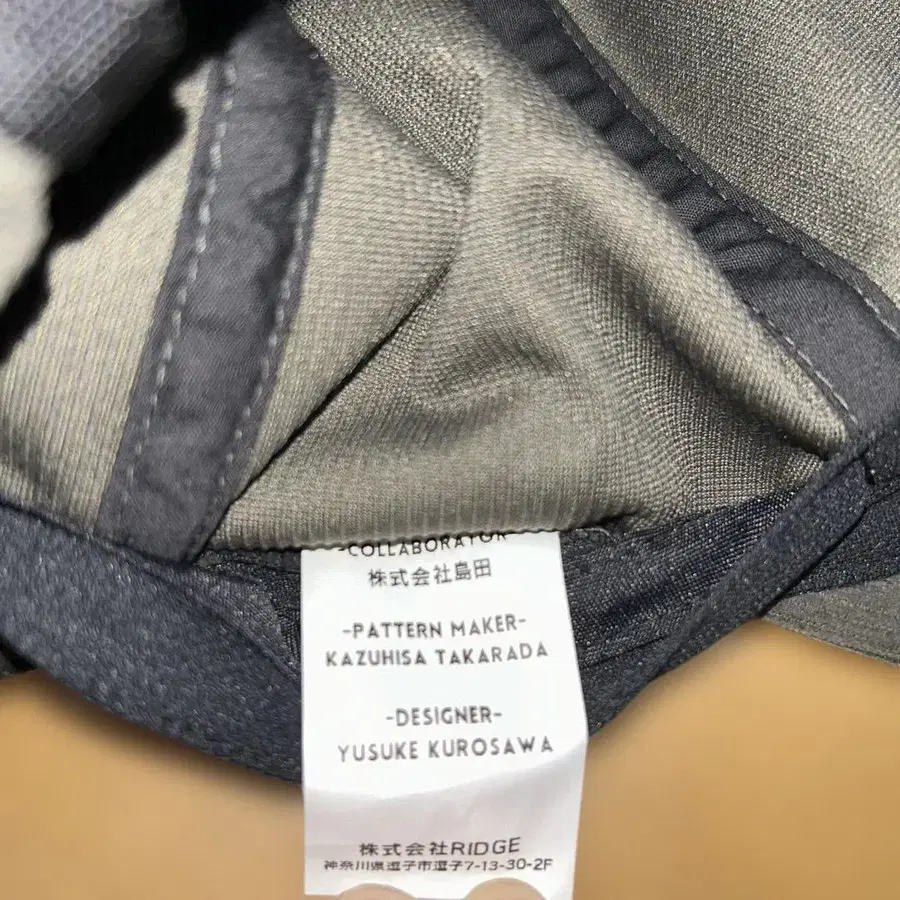 -COLLABORATOR-
株式会社島田
-PATTERN MAKER-
KAZUHISA TAKARADA
-DESIGNER-
YUSUKE KUROSAWA
株式会社RIDGE
神奈川県逗子市逗子7-13-30-2F